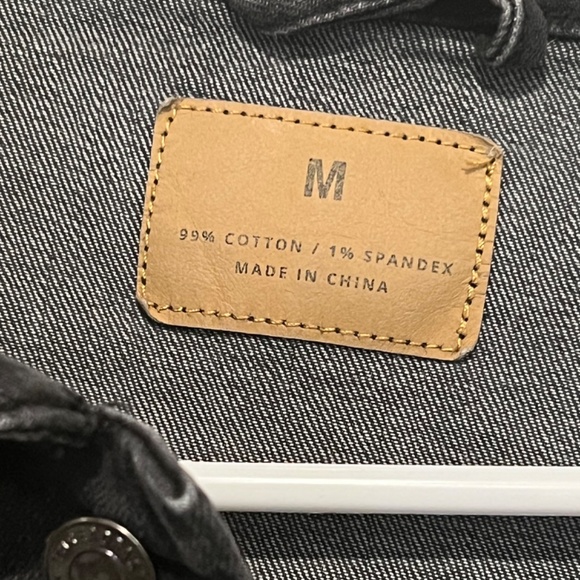 M
99% COTTON / 1% SPANDEX
MADE IN CHINA